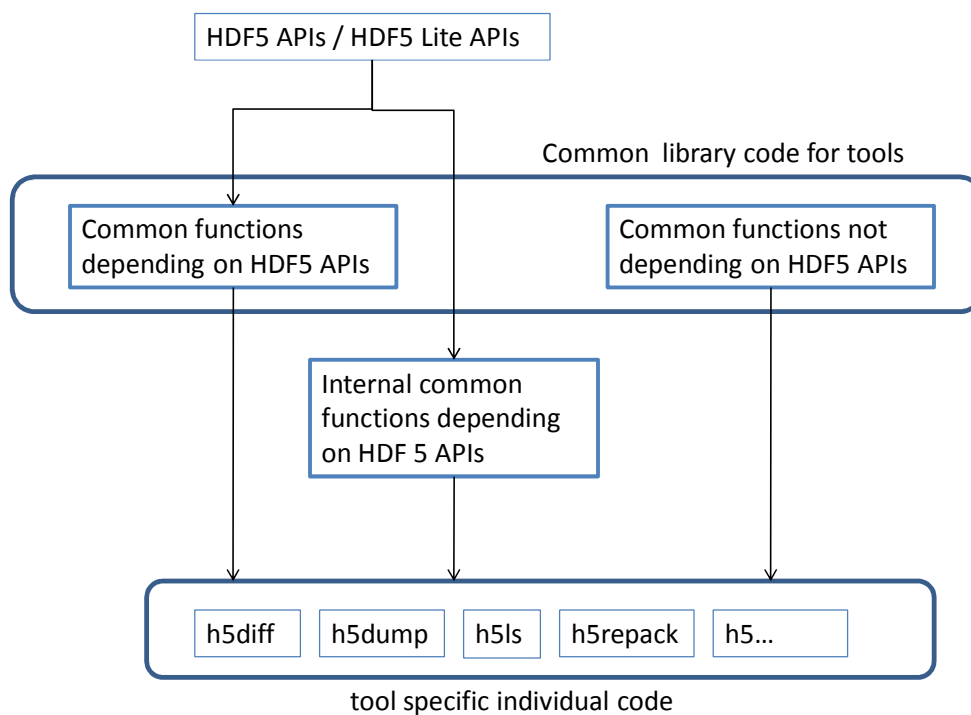 HDF5 APIs / HDF5 Lite APIs
Common library code for tools
Common functions
depending on HDF5 APIs
Common functions not
depending on HDF5 APIs
Internal common
functions depending
on HDF 5 APIs
h5diff
h5dump
h5ls
h5repack
h5...
tool specific individual code